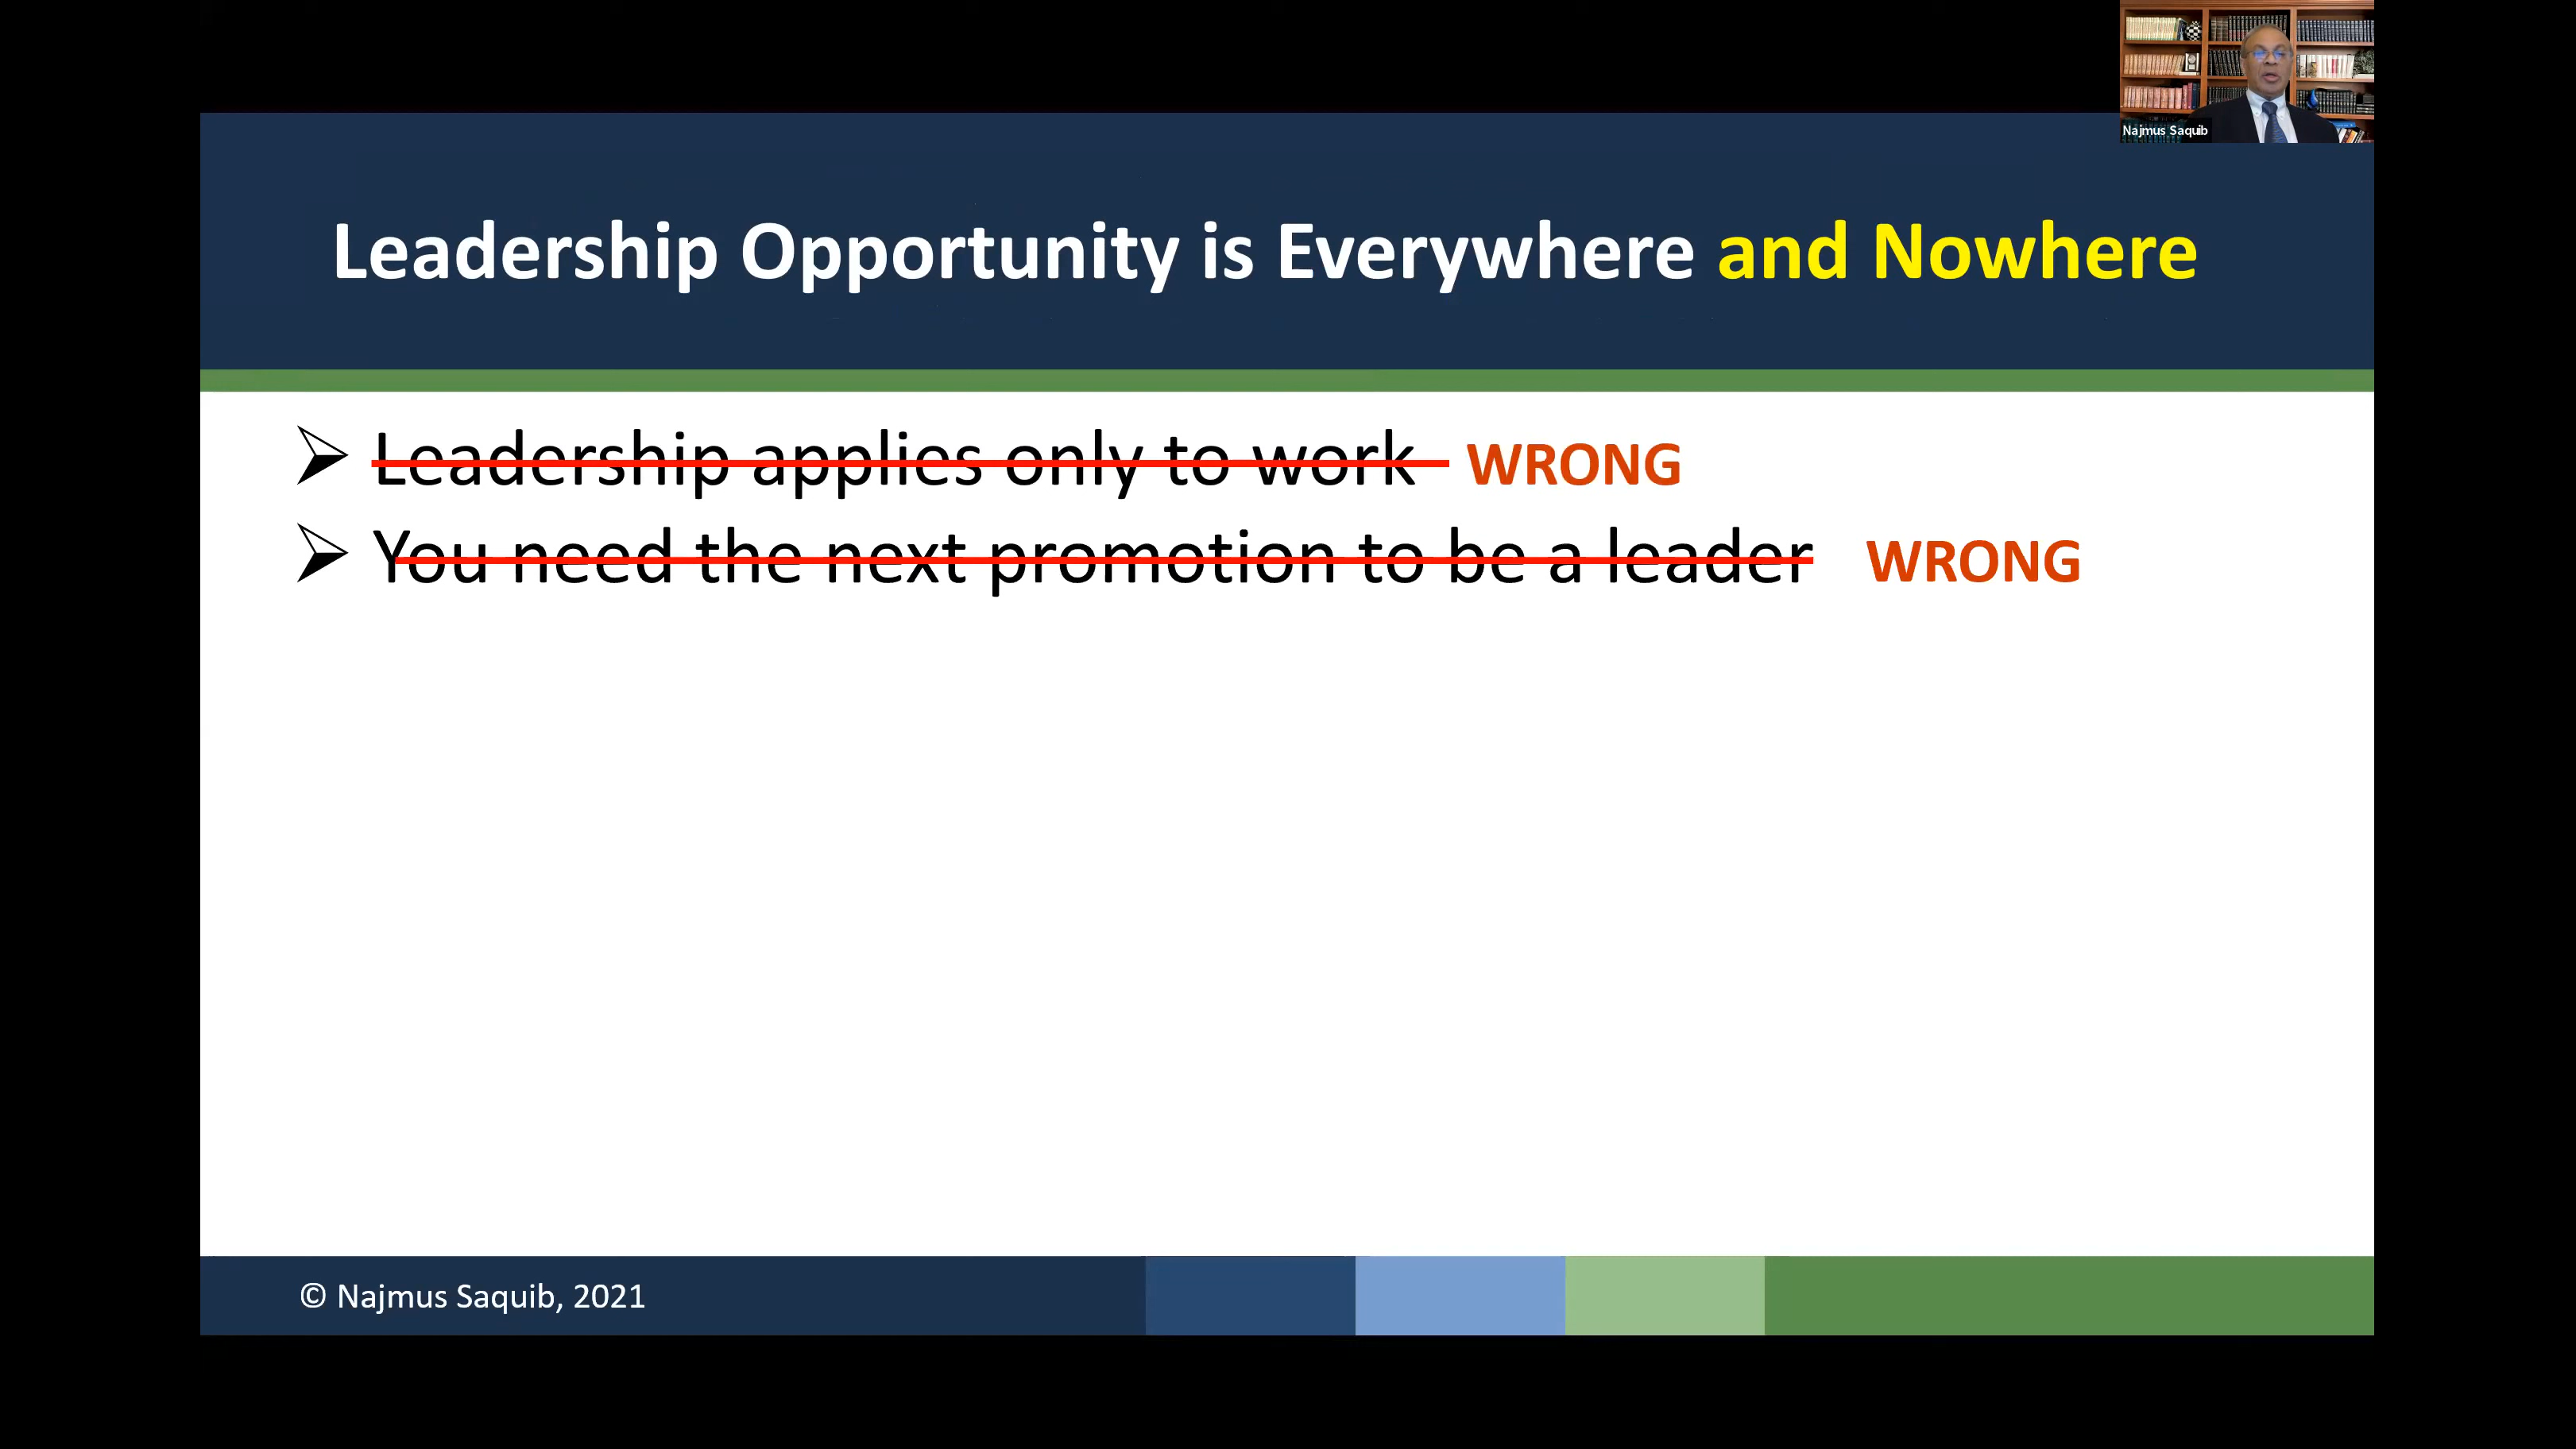 Najmus Saquib
Leadership Opportunity is Everywhere and Nowhere
Leadership applies only to work WRONG
You need the next promotion to be a leader WRONG
© Najmus Saquib, 2021